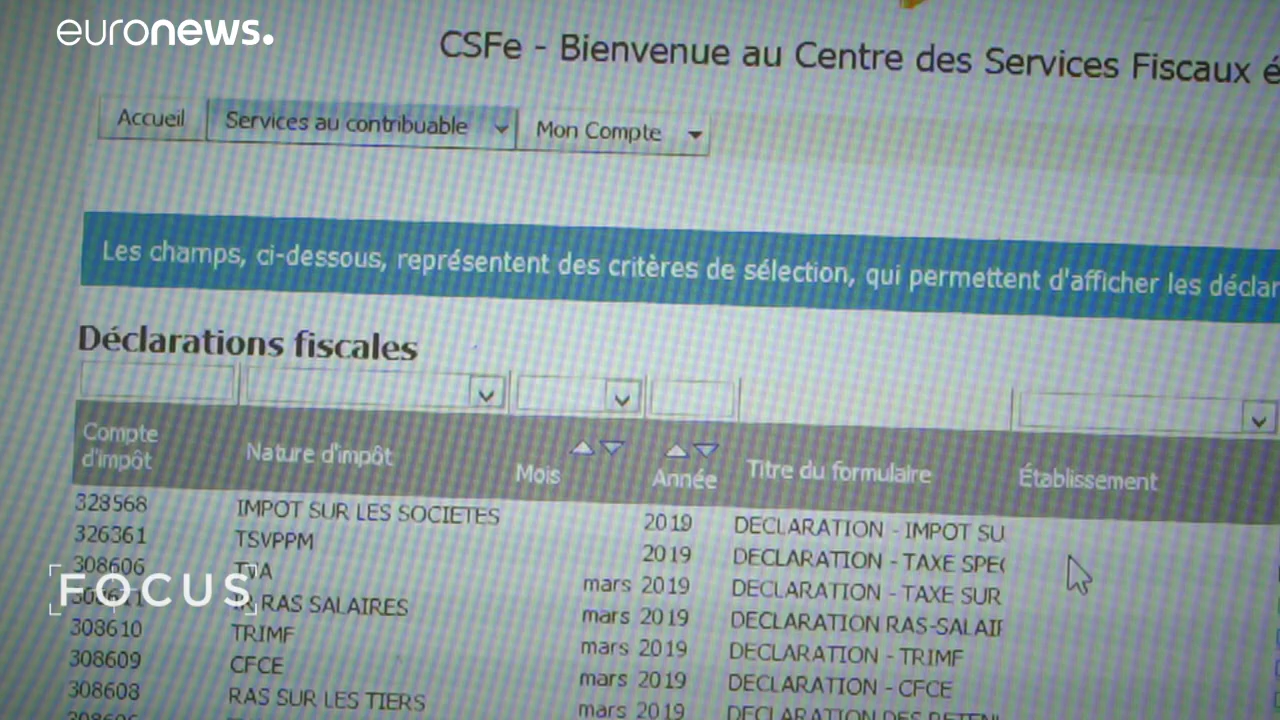 euronews.
CSFe - Bienvenue au Centre des Services Fiscaux
Accueil
Services au contribuable
Mon Compte
Les champs, ci-dessous, représentent des critères de sélection, qui permettent d'afficher les déclar
Déclarations fiscales
Compte d'impôt
Nature d'impôt
Mois
Année
Titre du formulaire
Établissement
328568 IMPOT SUR LES SOCIETES 2019 DECLARATION - IMPOT SU
326361 TSVPPM 2019 DECLARATION - TAXE SPE
308606 TVA mars 2019 DECLARATION - TAXE SUR
RAS SALAIRES mars 2019 DECLARATION RAS-SALAI
308610 TRIMF mars 2019 DECLARATION - TRIMF
308609 CFCE mars 2019 DECLARATION - CFCE
308608 RAS SUR LES TIERS mars 2019 DECLARATION DES
FOCUS